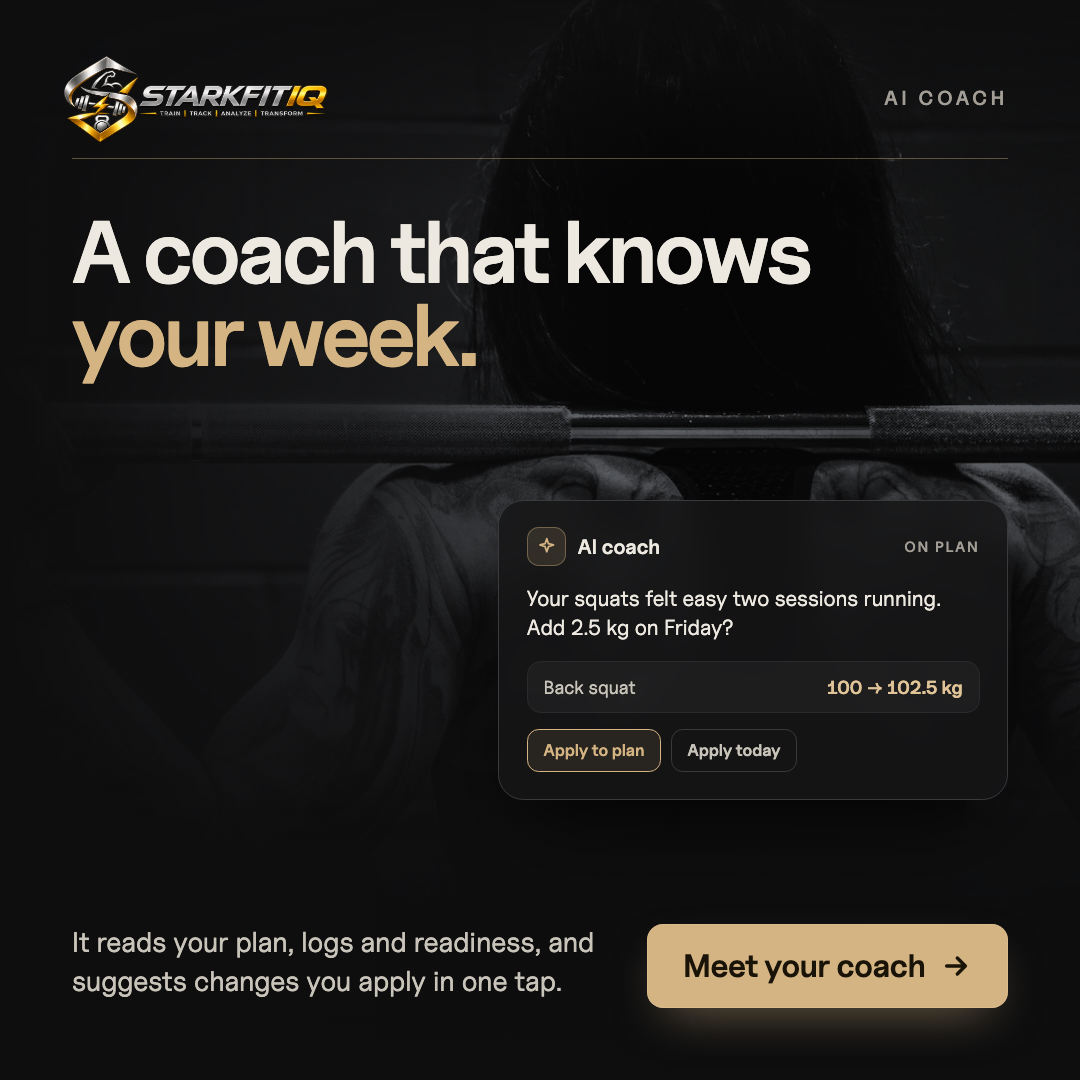 STARKFITIQ
TRAIN | TRACK | ANALYZE | TRANSFORM
AI COACH
A coach that knows
your week.
AI coach
ON PLAN
Your squats felt easy two sessions running.
Add 2.5 kg on Friday?
Back squat
100 → 102.5 kg
Apply to plan
Apply today
It reads your plan, logs and readiness, and
suggests changes you apply in one tap.
Meet your coach →